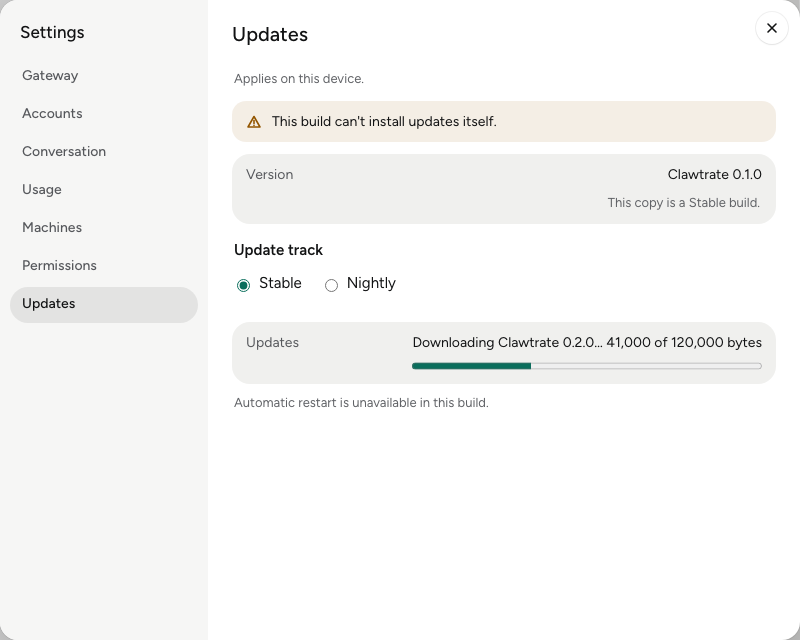 Settings
Gateway
Accounts
Conversation
Usage
Machines
Permissions
Updates
Updates
Applies on this device.
This build can't install updates itself.
Version
Clawtrate 0.1.0
This copy is a Stable build.
Update track
Stable
Nightly
Updates
Downloading Clawtrate 0.2.0... 41,000 of 120,000 bytes
Automatic restart is unavailable in this build.